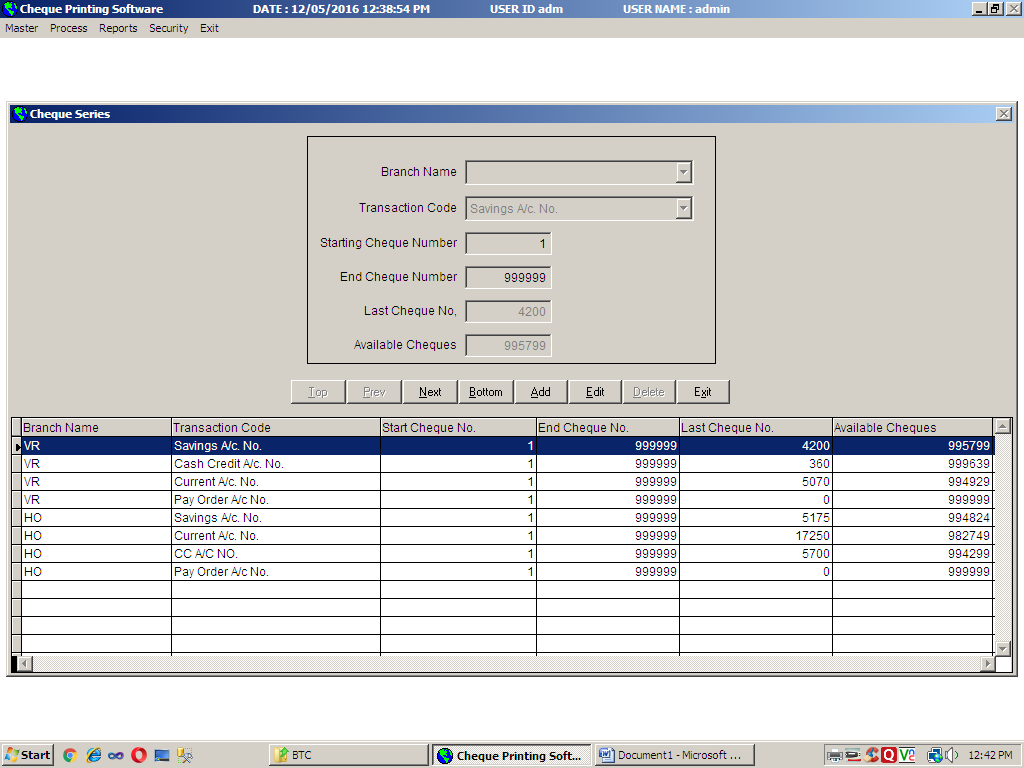 Cheque Printing Software DATE : 12/05/2016 12:38:54 PM USER ID adm USER NAME : admin
Master Process Reports Security Exit
Cheque Series
Branch Name
Transaction Code Savings A/c. No.
Starting Cheque Number 1
End Cheque Number 999999
Last Cheque No, 4200
Available Cheques 995799
Top Prev Next Bottom Add Edit Delete Exit
Branch Name Transaction Code Start Cheque No. End Cheque No. Last Cheque No. Available Cheques
VR Savings A/c. No. 1 999999 4200 995799
VR Cash Credit A/c. No. 1 999999 360 999639
VR Current A/c. No. 1 999999 5070 994929
VR Pay Order A/c No. 1 999999 0 999999
HO Savings A/c. No. 1 999999 5175 994824
HO Current A/c. No. 1 999999 17250 982749
HO CC A/C NO. 1 999999 5700 994299
HO Pay Order A/c No. 1 999999 0 999999
Start BTC Cheque Printing Soft... Document1 - Microsoft ... 12:42 PM